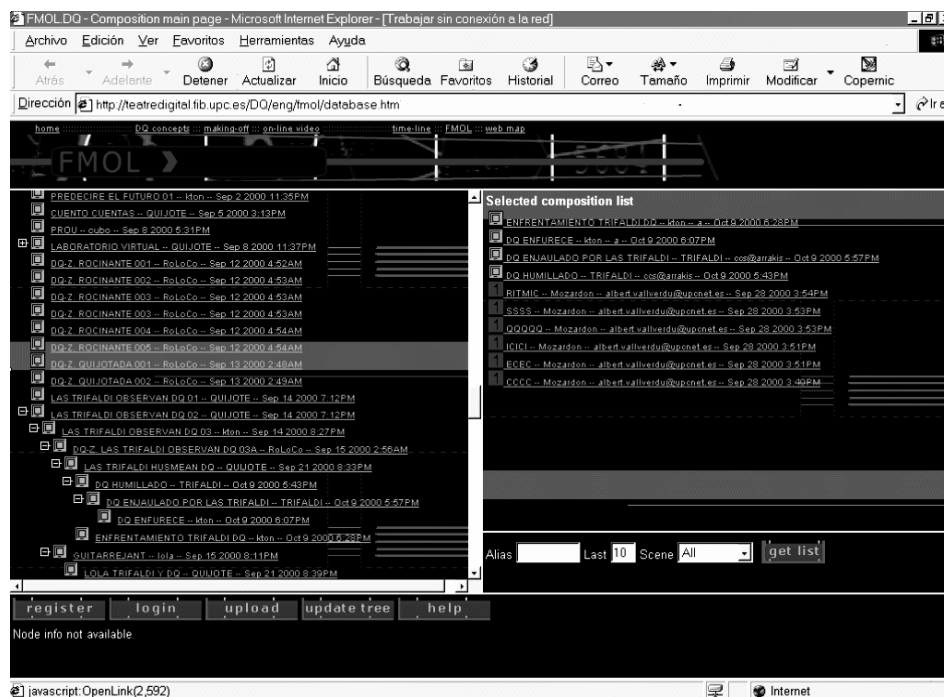 FMOL.DQ - Composition main page - Microsoft Internet Explorer - [Trabajar sin conexión a la red]
Archivo Edición Ver Favoritos Herramientas Ayuda
Atrás Adelante Detener Actualizar Inicio Búsqueda Favoritos Historial Correo Tamaño Imprimir Modificar Copernic
Dirección http://teatredigital.fib.upc.es/DQ/eng/fmol/database.htm Ir a
home DQ concepts ::: making-off ::: on-line video time-line ::: FMOL ::: web map
FMOL
PREDECIRE EL FUTURO 01 -- kton -- Sep 2 2000 11:35PM
CUENTO CUENTAS -- QUIJOTE -- Sep 5 2000 3:13PM
PROU -- cubo -- Sep 8 2000 5:31PM
LABORATORIO VIRTUAL -- QUIJOTE -- Sep 8 2000 11:37PM
DQ-Z. ROCINANTE 001 -- RoLoCo -- Sep 12 2000 4:52AM
DQ-Z. ROCINANTE 002 -- RoLoCo -- Sep 12 2000 4:53AM
DQ-Z. ROCINANTE 003 -- RoLoCo -- Sep 12 2000 4:53AM
DQ-Z. ROCINANTE 003 -- RoLoCo -- Sep 12 2000 4:53AM
DQ-Z. ROCINANTE 004 -- RoLoCo -- Sep 12 2000 4:54AM
DQ-Z. ROCINANTE 005 -- RoLoCo -- Sep 12 2000 4:54AM
DQ-Z. QUIJOTADA 001 -- RoLoCo -- Sep 13 2000 2:48AM
DQ-Z. QUIJOTADA 002 -- RoLoCo -- Sep 13 2000 2:49AM
LAS TRIFALDI OBSERVAN DQ 01 -- QUIJOTE -- Sep 14 2000 7:12PM
LAS TRIFALDI OBSERVAN DQ 02 -- QUIJOTE -- Sep 14 2000 7:12PM
LAS TRIFALDI OBSERVAN DQ 03 -- kton -- Sep 14 2000 8:27PM
DQ-Z. LAS TRIFALDI OBSERVAN DQ 03A -- RoLoCo -- Sep 15 2000 2:56AM
LAS TRIFALDI HUSMEAN DQ -- QUIJOTE -- Sep 21 2000 8:33PM
DQ HUMILLADO -- TRIFALDI -- Oct 9 2000 5:43PM
DQ ENJAULADO POR LAS TRIFALDI -- TRIFALDI -- Oct 9 2000 5:57PM
DQ ENFURECE -- kton -- Oct 9 2000 6:07PM
ENFRENTAMIENTO TRIFALDI DQ -- kton -- Oct 9 2000 6:28PM
GUITARREJANT -- lola -- Sep 15 2000 8:11PM
LOLA TRIFALDI Y DQ -- QUIJOTE -- Sep 21 2000 8:39PM
Selected composition list
ENFRENTAMIENTO TRIFALDI DQ -- kton -- a -- Oct 9 2000 6:28PM
DQ ENFURECE -- kton -- a -- Oct 9 2000 6:07PM
DQ ENJAULADO POR LAS TRIFALDI -- TRIFALDI -- ccs@arrakis -- Oct 9 2000 5:57PM
DQ HUMILLADO -- TRIFALDI -- ccs@arrakis -- Oct 9 2000 5:43PM
1 RITMIC -- Mozardon -- albert.vallverdu@upcnet.es -- Sep 28 2000 3:54PM
1 SSSS -- Mozardon -- albert.vallverdu@upcnet.es -- Sep 28 2000 3:53PM
1 QQQQQ -- Mozardon -- albert.vallverdu@upcnet.es -- Sep 28 2000 3:53PM
1 ICICI -- Mozardon -- albert.vallverdu@upcnet.es -- Sep 28 2000 3:51PM
1 ECEC -- Mozardon -- albert.vallverdu@upcnet.es -- Sep 28 2000 3:51PM
1 CCCC -- Mozardon -- albert.vallverdu@upcnet.es -- Sep 28 2000 3:49PM
Alias Last 10 Scene All get list
register login upload update tree help
Node info not available.
javascript:OpenLink(2,592) Internet